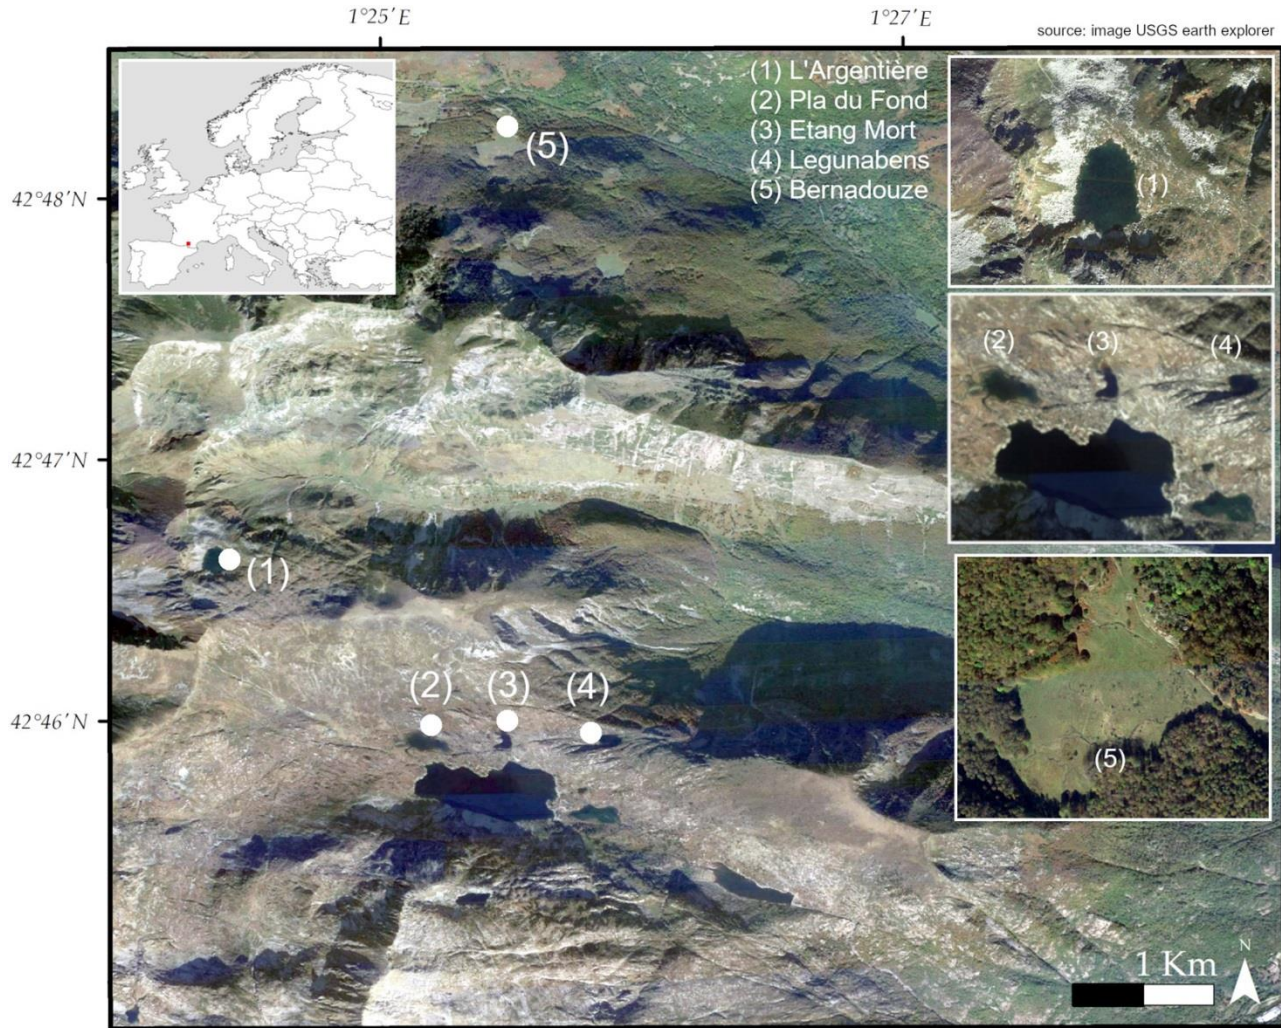 1°25′E
1°27′E
source: image USGS earth explorer
(1) L'Argentière
(2) Pla du Fond
(3) Etang Mort
(4) Legunabens
(5) Bernadouze
(5)
(1)
42°48′N
(2)
(3)
(4)
42°47′N
(1)
(5)
(2)
(3)
(4)
42°46′N
N
1 Km